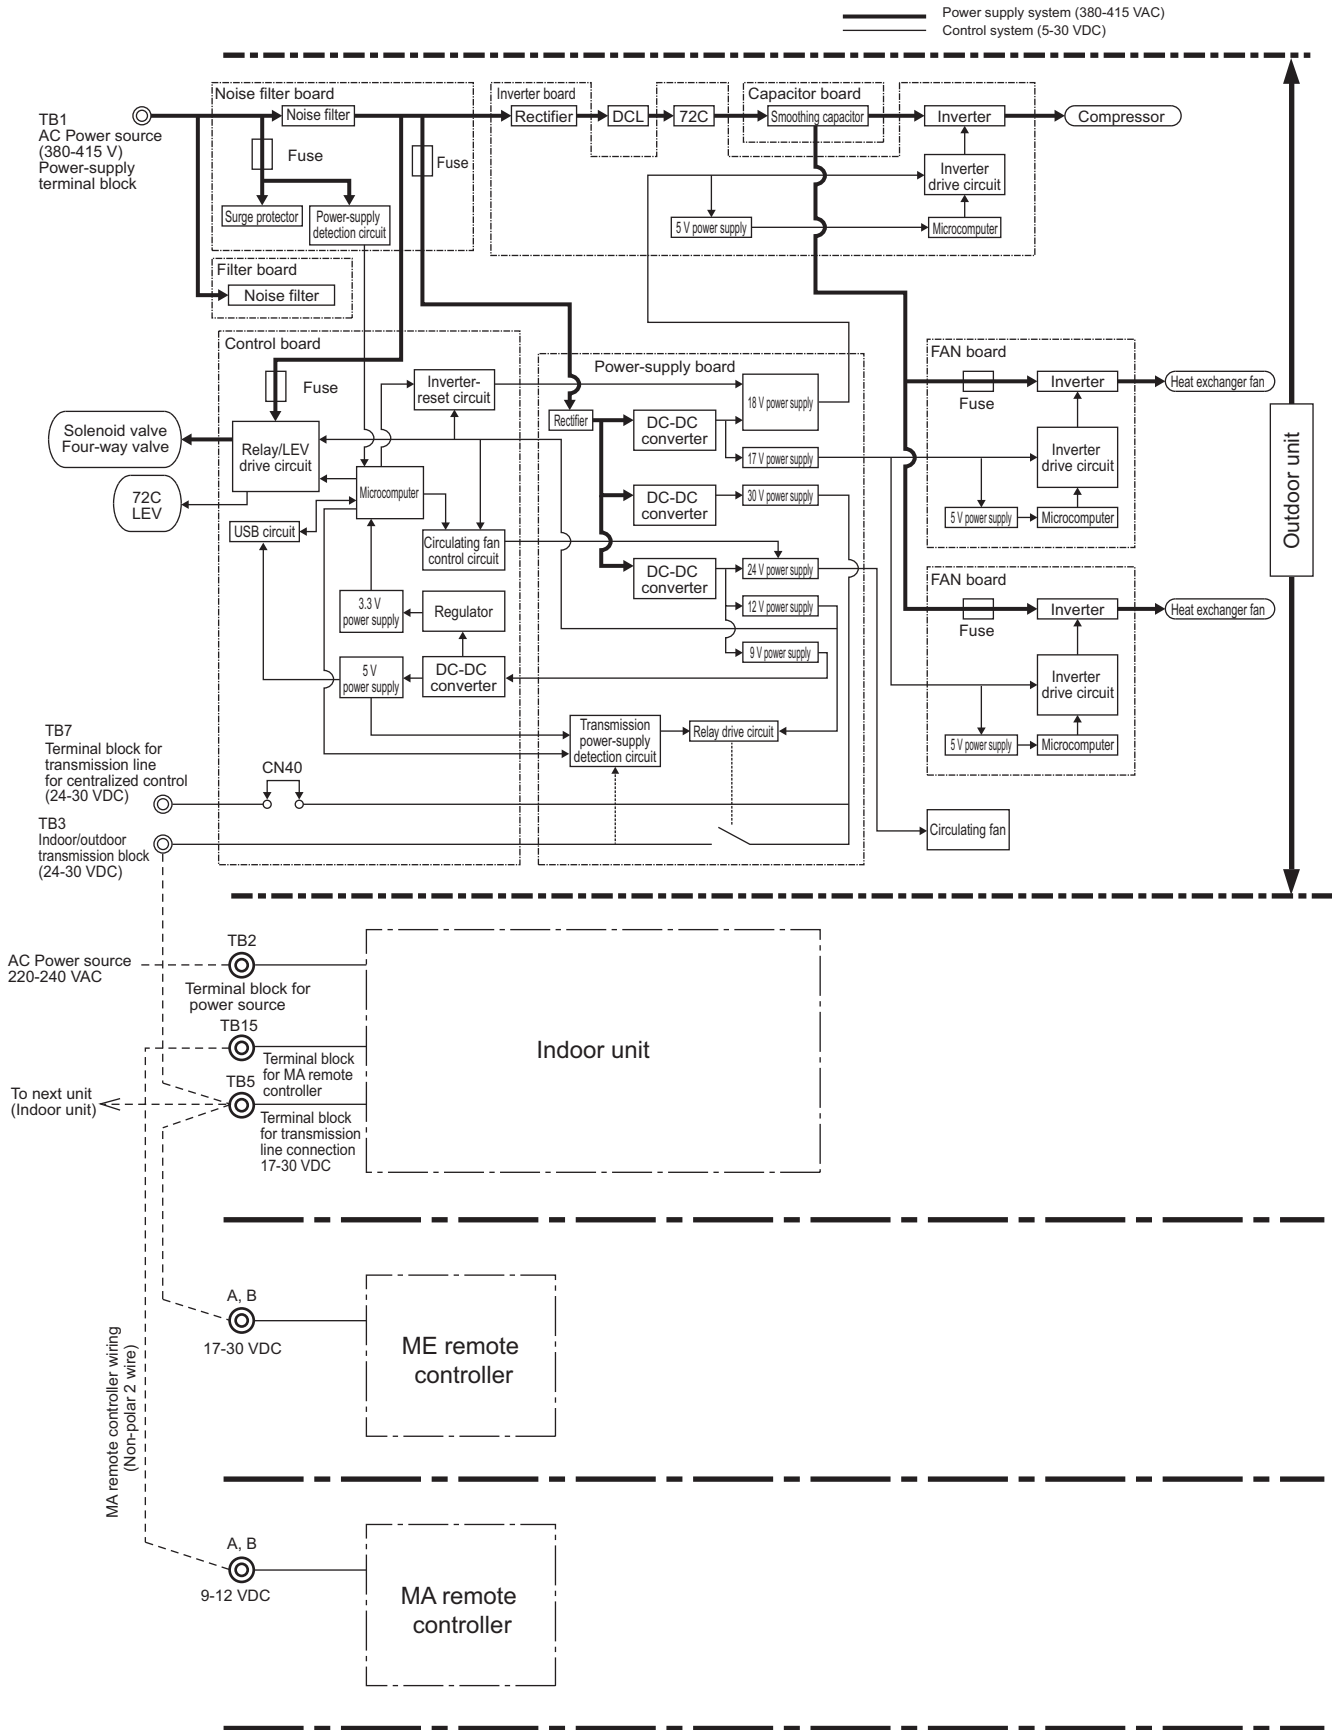 Power supply system (380-415 VAC)
Control system (5-30 VDC)
TB1
AC Power source
(380-415 V)
Power-supply
terminal block
Noise filter board
Noise filter
Fuse
Fuse
Surge protector
Power-supply
detection circuit
Filter board
Noise filter
Inverter board
Rectifier
DCL
72C
Capacitor board
Smoothing capacitor
Inverter
Compressor
Inverter
drive circuit
5 V power supply
Microcomputer
Control board
Fuse
Inverter-
reset circuit
Solenoid valve
Four-way valve
Relay/LEV
drive circuit
72C
LEV
Microcomputer
USB circuit
Circulating fan
control circuit
3.3 V
power supply
Regulator
5 V
power supply
DC-DC
converter
Power-supply board
Rectifier
DC-DC
converter
18 V power supply
17 V power supply
DC-DC
converter
30 V power supply
DC-DC
converter
24 V power supply
12 V power supply
9 V power supply
Transmission
power-supply
detection circuit
Relay drive circuit
FAN board
Fuse
Inverter
Heat exchanger fan
Inverter
drive circuit
5 V power supply
Microcomputer
FAN board
Fuse
Inverter
Heat exchanger fan
Inverter
drive circuit
5 V power supply
Microcomputer
Circulating fan
Outdoor unit
TB7
Terminal block for
transmission line
for centralized control
(24-30 VDC)
CN40
TB3
Indoor/outdoor
transmission block
(24-30 VDC)
AC Power source
220-240 VAC
TB2
Terminal block for
power source
TB15
Terminal block
for MA remote
controller
TB5
To next unit
(Indoor unit)
Terminal block
for transmission
line connection
17-30 VDC
Indoor unit
A, B
17-30 VDC
ME remote
controller
MA remote controller wiring
(Non-polar 2 wire)
A, B
9-12 VDC
MA remote
controller